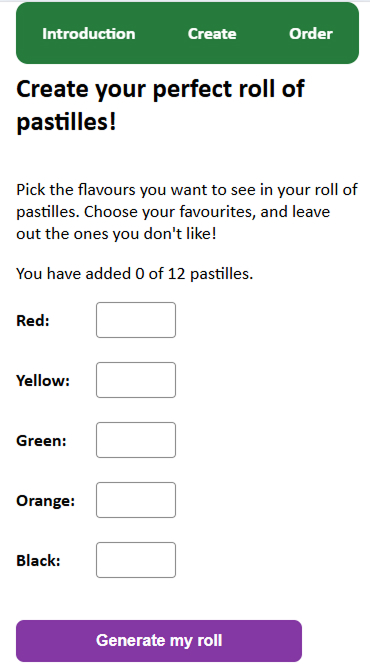 Introduction Create Order
Create your perfect roll of
pastilles!
Pick the flavours you want to see in your roll of
pastilles. Choose your favourites, and leave
out the ones you don't like!
You have added 0 of 12 pastilles.
Red:
Yellow:
Green:
Orange:
Black:
Generate my roll